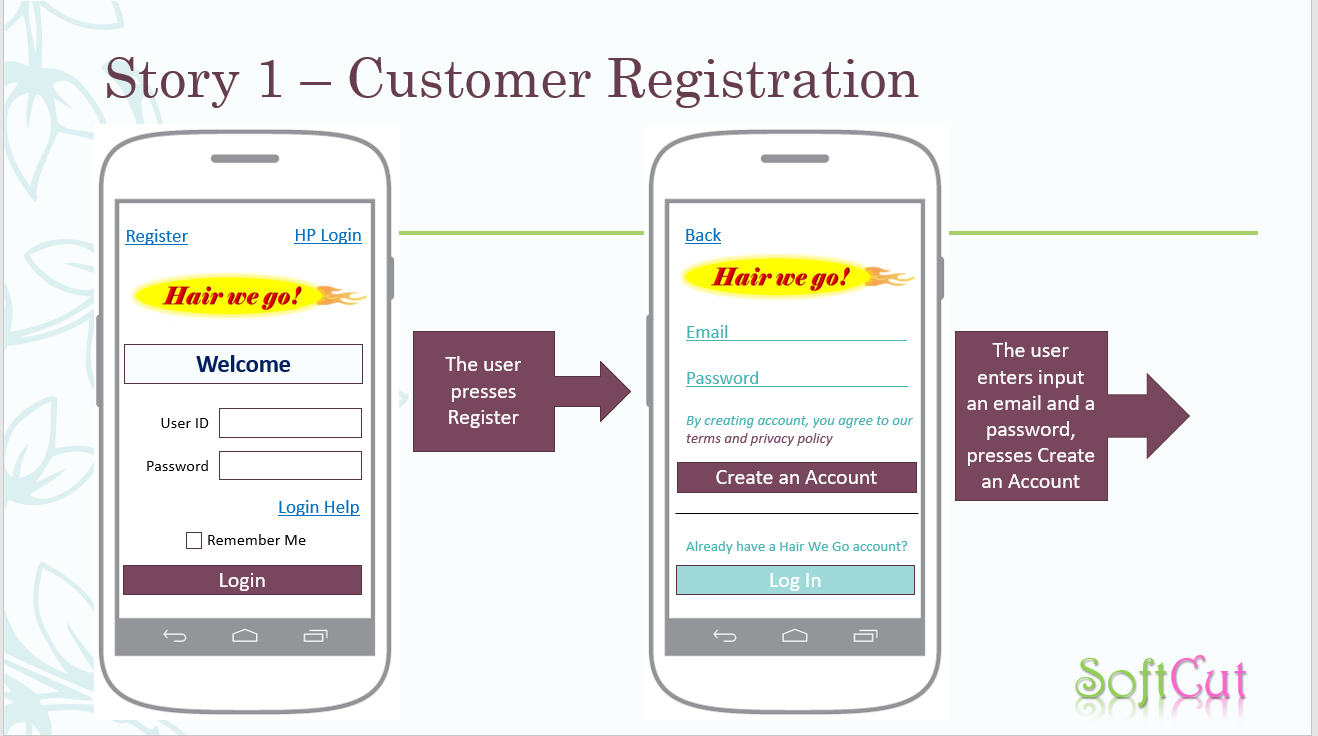 Story 1 – Customer Registration
Register
HP Login
Hair we go!
Welcome
User ID
Password
Login Help
Remember Me
Login
The user
presses
Register
Back
Hair we go!
Email
Password
By creating account, you agree to our
terms and privacy policy
Create an Account
Already have a Hair We Go account?
Log In
The user
enters input
an email and a
password,
presses Create
an Account
SoftCut